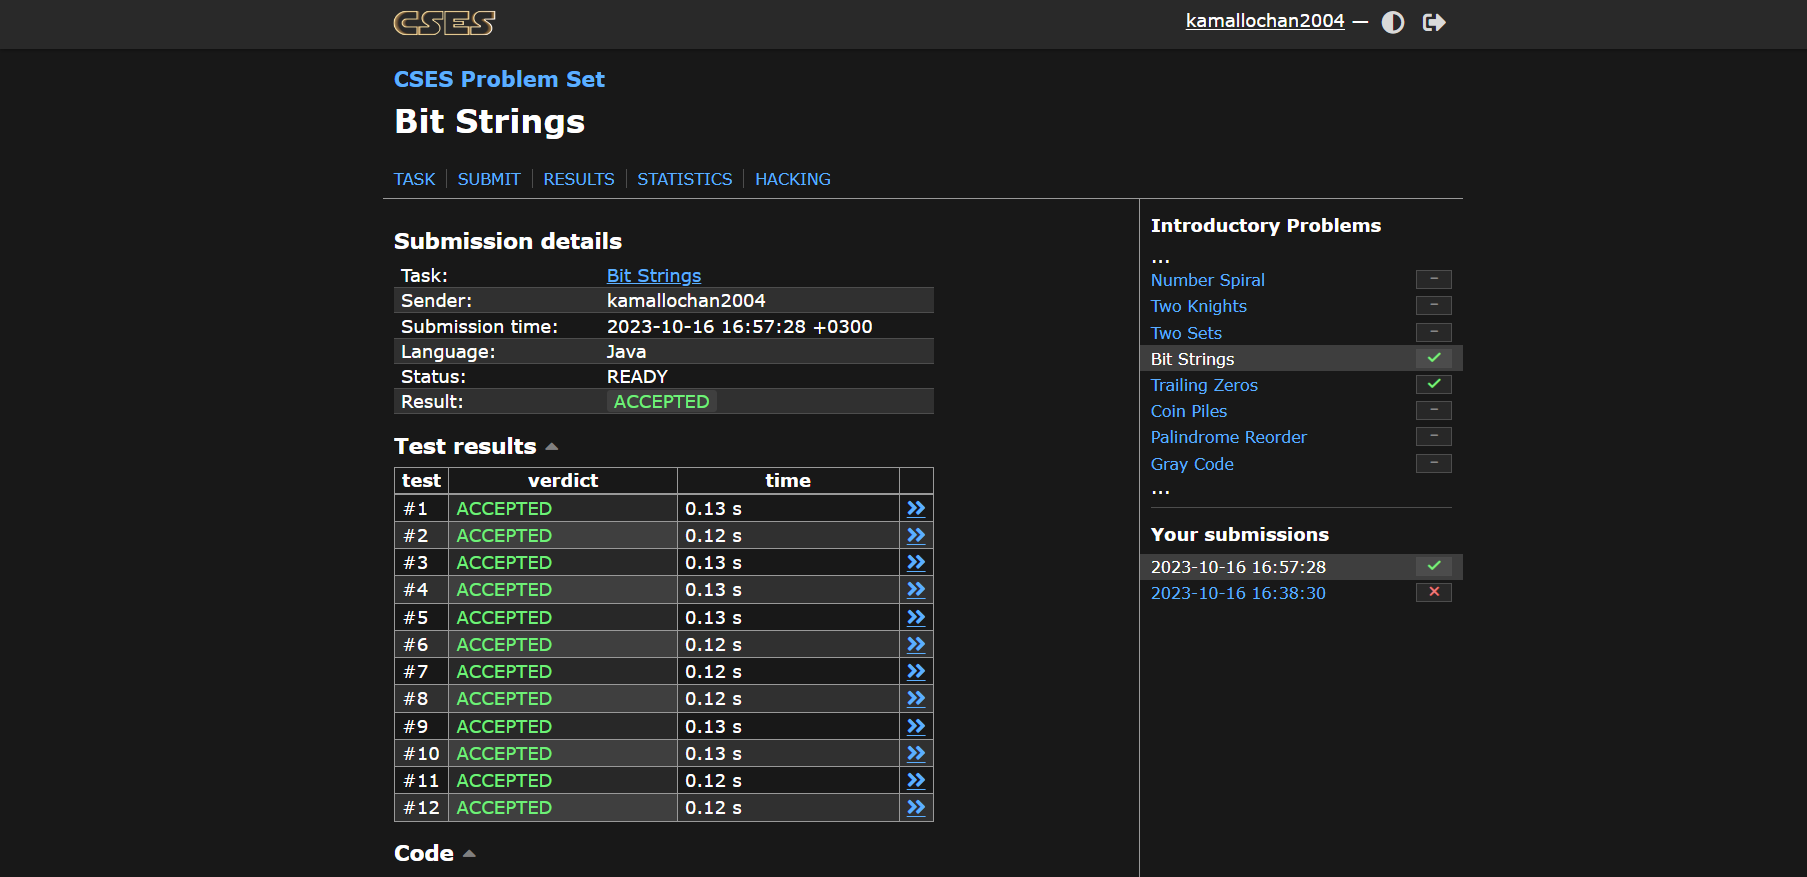 CSES
kamallochan2004 —
CSES Problem Set
Bit Strings
TASK SUBMIT RESULTS STATISTICS HACKING
Submission details
Task: Bit Strings
Sender: kamallochan2004
Submission time: 2023-10-16 16:57:28 +0300
Language: Java
Status: READY
Result: ACCEPTED
Test results
test verdict time
#1 ACCEPTED 0.13 s
#2 ACCEPTED 0.12 s
#3 ACCEPTED 0.13 s
#4 ACCEPTED 0.13 s
#5 ACCEPTED 0.13 s
#6 ACCEPTED 0.12 s
#7 ACCEPTED 0.12 s
#8 ACCEPTED 0.12 s
#9 ACCEPTED 0.13 s
#10 ACCEPTED 0.13 s
#11 ACCEPTED 0.12 s
#12 ACCEPTED 0.12 s
Code
Introductory Problems
...
Number Spiral –
Two Knights –
Two Sets –
Bit Strings
Trailing Zeros
Coin Piles –
Palindrome Reorder –
Gray Code –
...
Your submissions
2023-10-16 16:57:28
2023-10-16 16:38:30